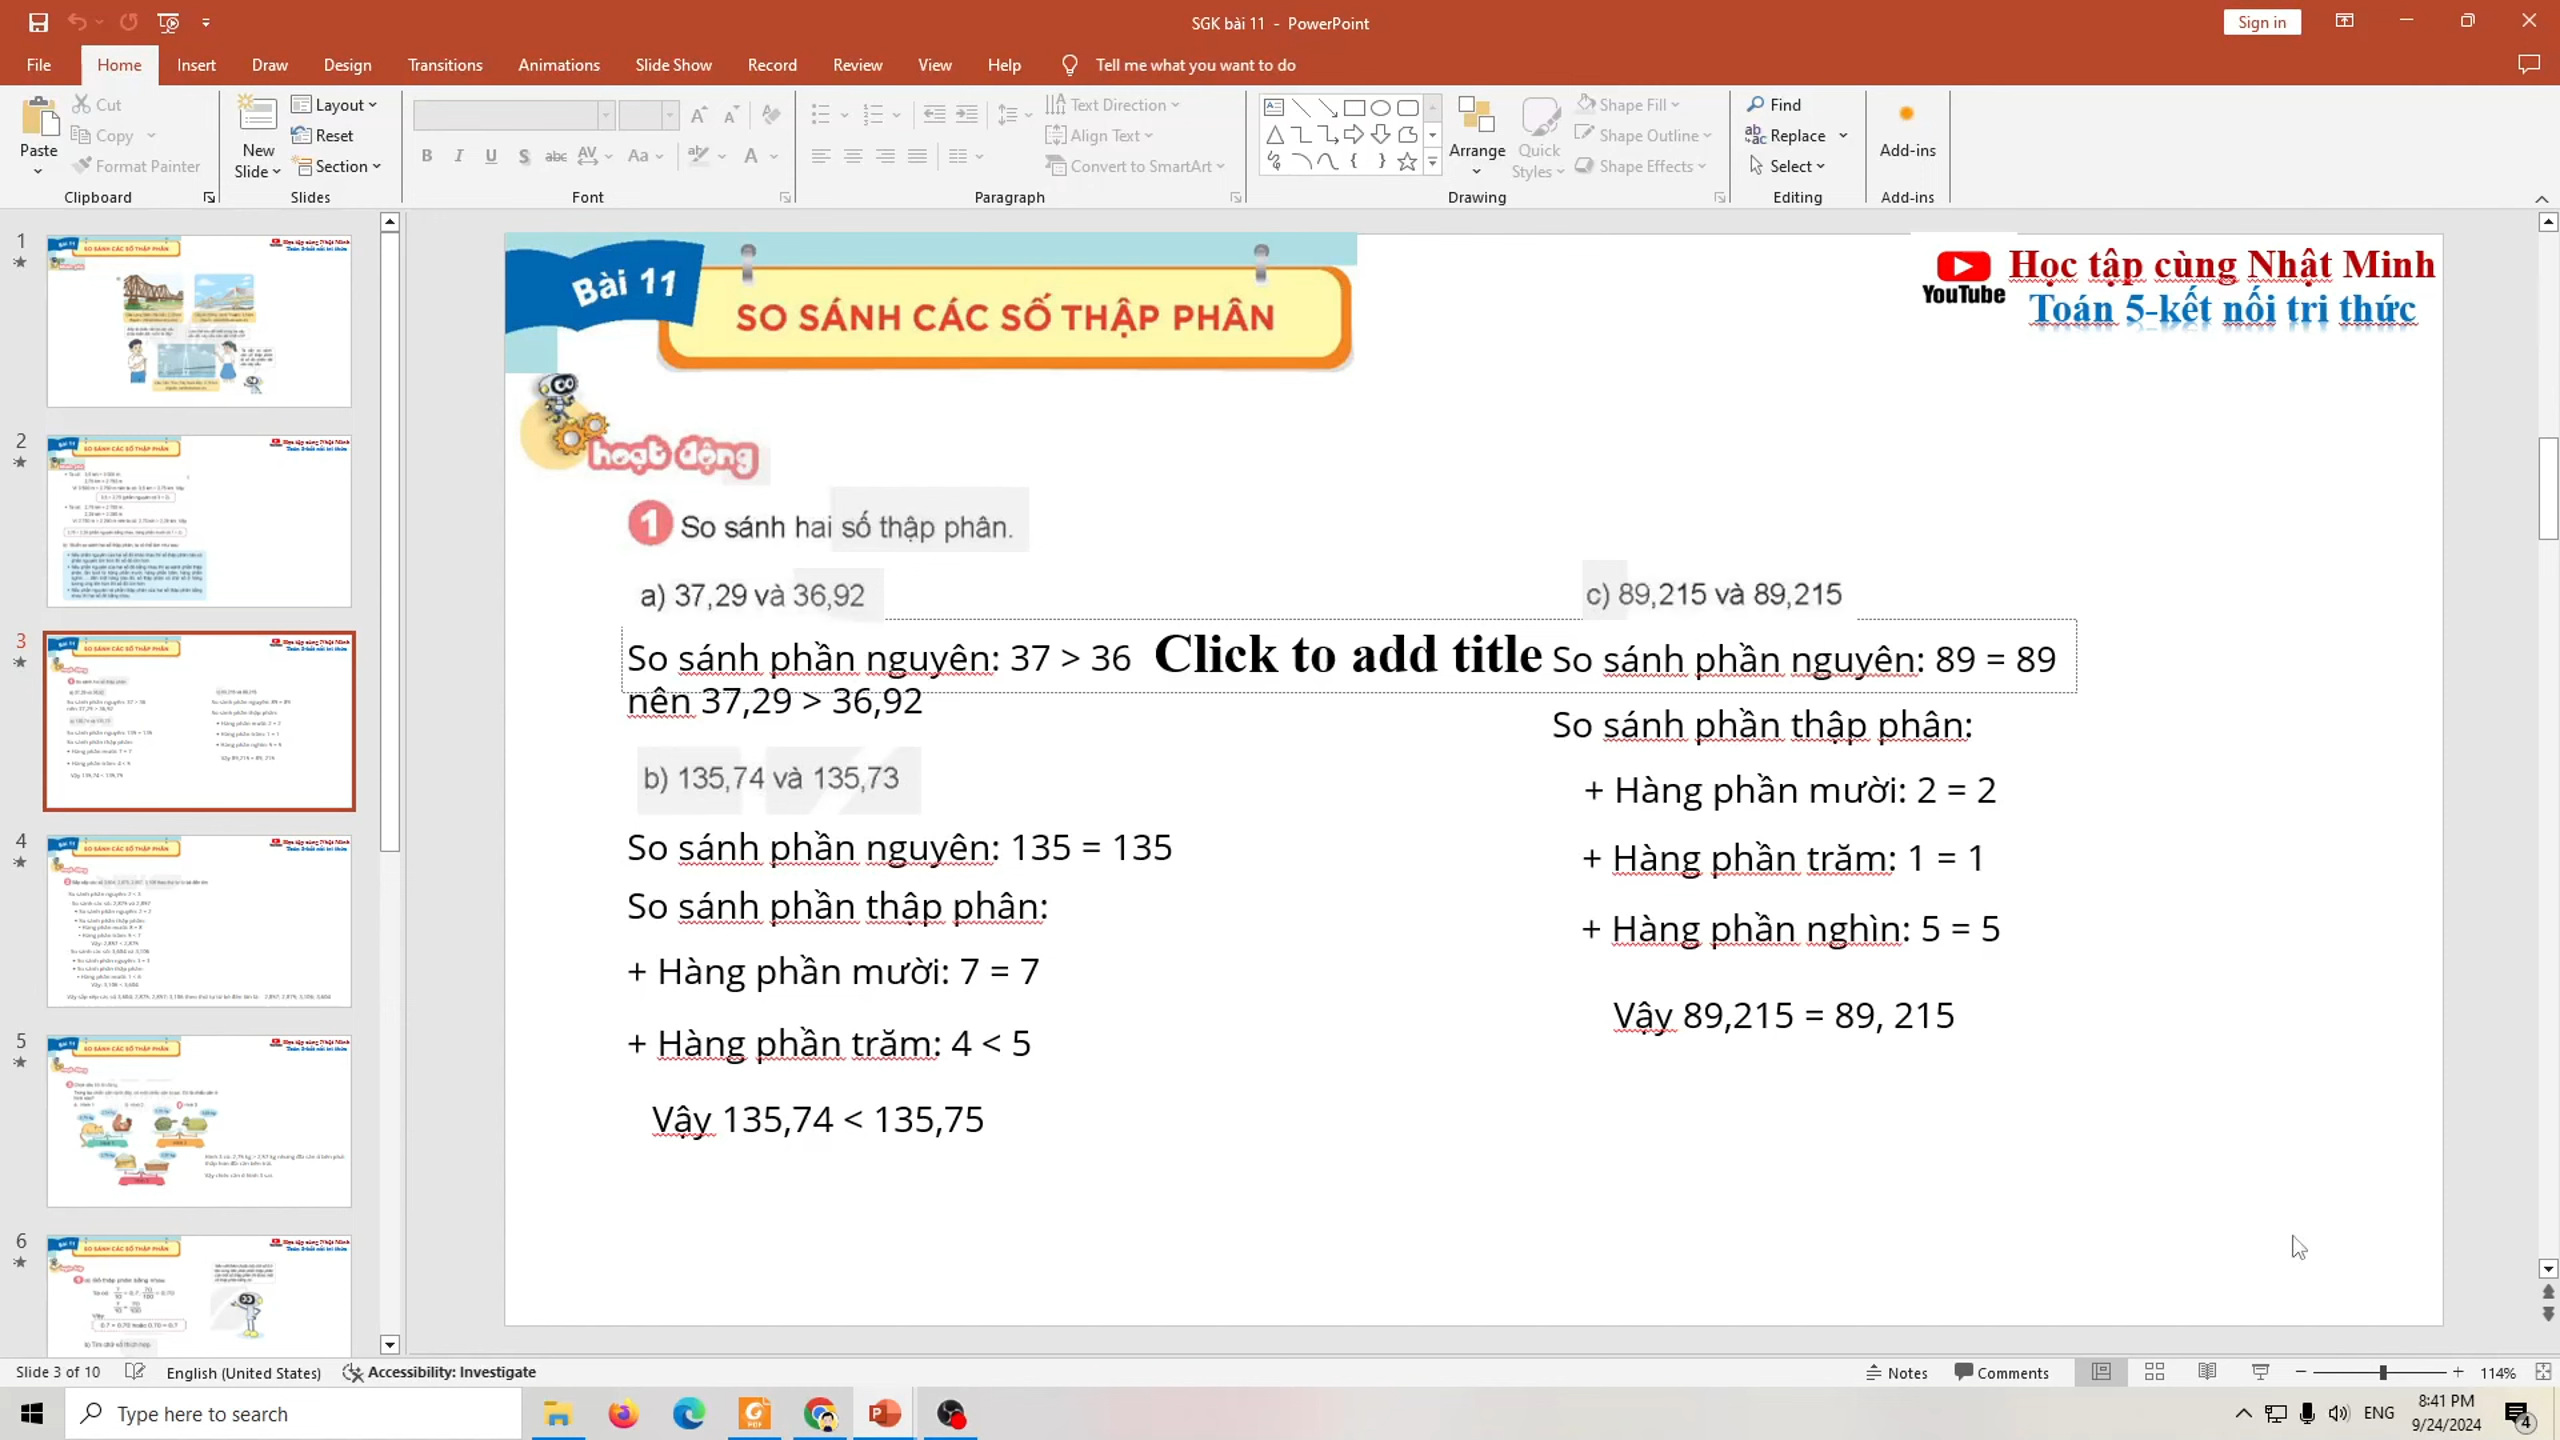 SGK bài 11 - PowerPoint
Sign in
File Home Insert Draw Design Transitions Animations Slide Show Record Review View Help Tell me what you want to do
Paste
Cut
Copy
Format Painter
Clipboard
New Slide
Layout
Reset
Section
Slides
B I U S abc AV Aa A
Font
Paragraph
Text Direction
Align Text
Convert to SmartArt
Arrange
Quick Styles
Shape Fill
Shape Outline
Shape Effects
Drawing
Find
Replace
Select
Editing
Add-ins
Add-ins
1
2
3
4
5
6
Bài 11
SO SÁNH CÁC SỐ THẬP PHÂN
YouTube
Học tập cùng Nhật Minh
Toán 5-kết nối tri thức
hoạt động
1 So sánh hai số thập phân.
a) 37,29 và 36,92
So sánh phần nguyên: 37 > 36
nên 37,29 > 36,92
Click to add title
b) 135,74 và 135,73
So sánh phần nguyên: 135 = 135
So sánh phần thập phân:
+ Hàng phần mười: 7 = 7
+ Hàng phần trăm: 4 < 5
Vậy 135,74 < 135,75
c) 89,215 và 89,215
So sánh phần nguyên: 89 = 89
So sánh phần thập phân:
+ Hàng phần mười: 2 = 2
+ Hàng phần trăm: 1 = 1
+ Hàng phần nghìn: 5 = 5
Vậy 89,215 = 89, 215
Slide 3 of 10 English (United States) Accessibility: Investigate Notes Comments 114%
Type here to search
ENG
8:41 PM
9/24/2024
4